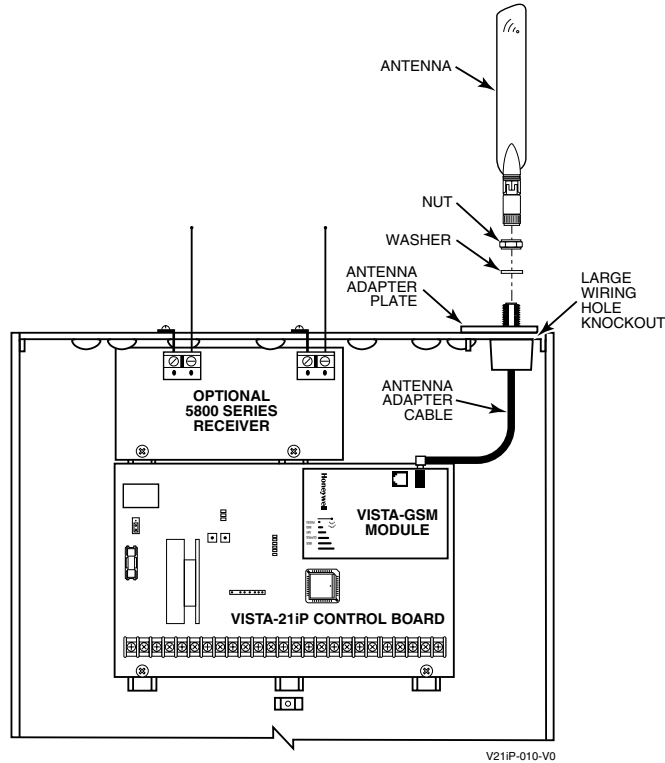 ANTENNA
NUT
WASHER
ANTENNA
ADAPTER
PLATE
LARGE
WIRING
HOLE
KNOCKOUT
OPTIONAL
5800 SERIES
RECEIVER
ANTENNA
ADAPTER
CABLE
Honeywell
VISTA-GSM
MODULE
VISTA-21iP CONTROL BOARD
V21iP-010-V0